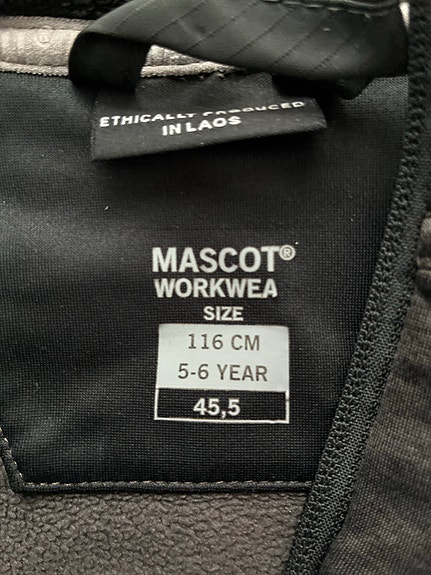 ETHICALLY PRODUCED
IN LAOS
MASCOT®
WORKWEA
SIZE
116 CM
5-6 YEAR
45,5